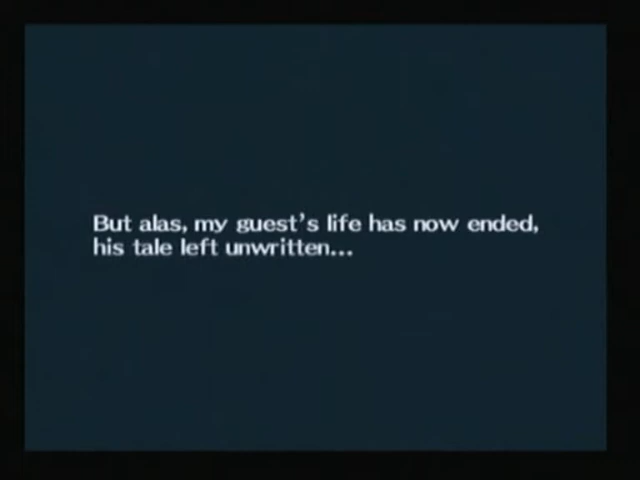 But alas, my guest's life has now ended,
his tale left unwritten...